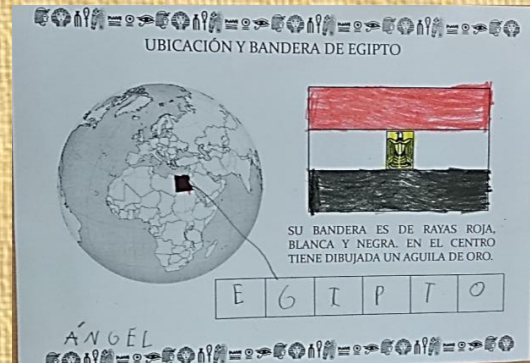 UBICACIÓN Y BANDERA DE EGIPTO
SU BANDERA ES DE RAYAS ROJA,
BLANCA Y NEGRA. EN EL CENTRO
TIENE DIBUJADA UN AGUILA DE ORO.
E G I P T O
ÁNGEL